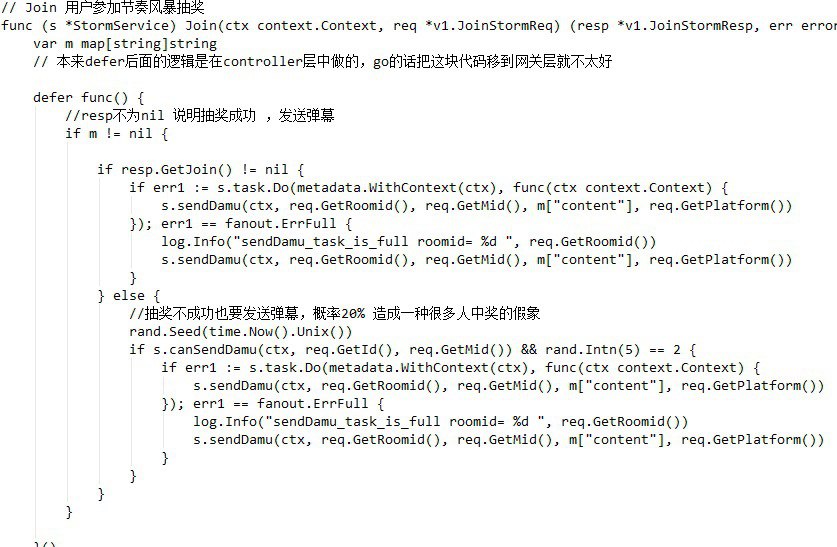 // Join 用户参加节奏风暴抽奖
func (s *StormService) Join(ctx context.Context, req *v1.JoinStormReq) (resp *v1.JoinStormResp, err error
var m map[string]string
// 本来defer后面的逻辑是在controller层中做的，go的话把这块代码移到网关层就不太好
defer func() {
//resp不为nil 说明抽奖成功 ，发送弹幕
if m != nil {
if resp.GetJoin() != nil {
if err1 := s.task.Do(metadata.WithContext(ctx), func(ctx context.Context) {
s.sendDamu(ctx, req.GetRoomid(), req.GetMid(), m["content"], req.GetPlatform())
}); err1 == fanout.ErrFull {
log.Info("sendDamu_task_is_full roomid= %d ", req.GetRoomid())
s.sendDamu(ctx, req.GetRoomid(), req.GetMid(), m["content"], req.GetPlatform())
}
} else {
//抽奖不成功也要发送弹幕，概率20% 造成一种很多人中奖的假象
rand.Seed(time.Now().Unix())
if s.canSendDamu(ctx, req.GetId(), req.GetMid()) && rand.Intn(5) == 2 {
if err1 := s.task.Do(metadata.WithContext(ctx), func(ctx context.Context) {
s.sendDamu(ctx, req.GetRoomid(), req.GetMid(), m["content"], req.GetPlatform())
}); err1 == fanout.ErrFull {
log.Info("sendDamu_task_is_full roomid= %d ", req.GetRoomid())
s.sendDamu(ctx, req.GetRoomid(), req.GetMid(), m["content"], req.GetPlatform())
}
}
}
}
}()